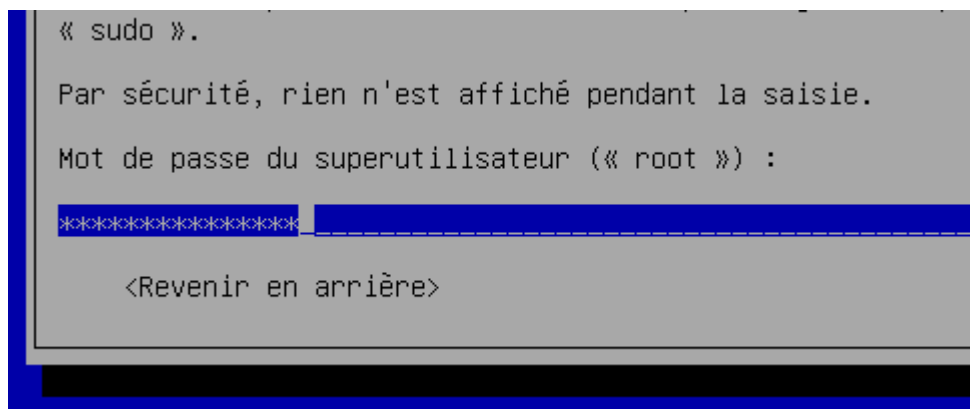 « sudo ».
Par sécurité, rien n'est affiché pendant la saisie.
Mot de passe du superutilisateur (« root ») :
***************
<Revenir en arrière>